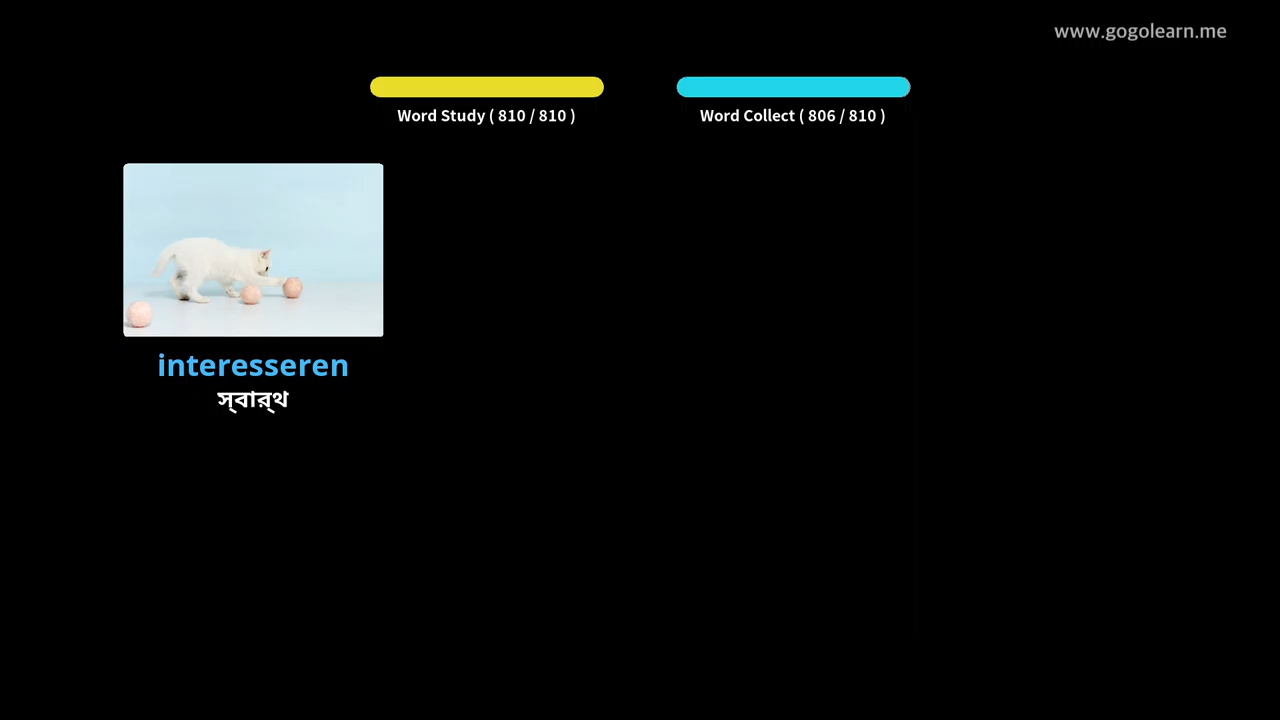 www.gogolearn.me
Word Study ( 810 / 810 )
Word Collect ( 806 / 810 )
interesseren
স্বার্থ